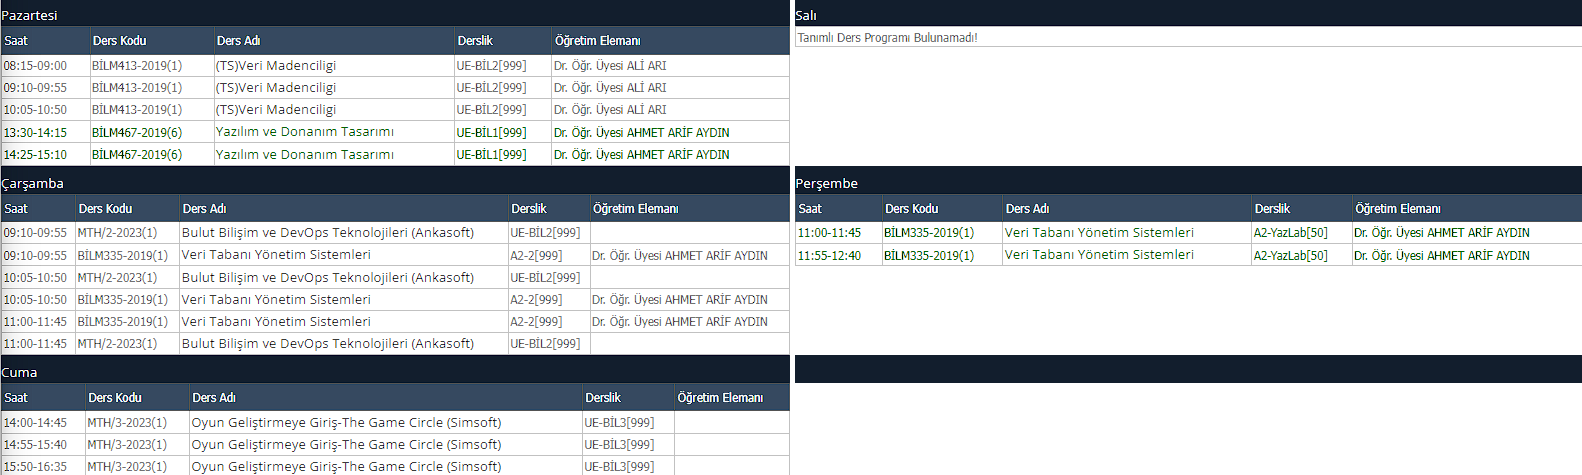 Pazartesi
Saat Ders Kodu Ders Adı Derslik Öğretim Elemanı
08:15-09:00 BİLM413-2019(1) (TS)Veri Madenciligi UE-BİL2[999] Dr. Öğr. Üyesi ALİ ARI
09:10-09:55 BİLM413-2019(1) (TS)Veri Madenciligi UE-BİL2[999] Dr. Öğr. Üyesi ALİ ARI
10:05-10:50 BİLM413-2019(1) (TS)Veri Madenciligi UE-BİL2[999] Dr. Öğr. Üyesi ALİ ARI
13:30-14:15 BİLM467-2019(6) Yazılım ve Donanım Tasarımı UE-BİL1[999] Dr. Öğr. Üyesi AHMET ARİF AYDIN
14:25-15:10 BİLM467-2019(6) Yazılım ve Donanım Tasarımı UE-BİL1[999] Dr. Öğr. Üyesi AHMET ARİF AYDIN
Salı
Tanımlı Ders Programı Bulunamadı!
Çarşamba
Saat Ders Kodu Ders Adı Derslik Öğretim Elemanı
09:10-09:55 MTH/2-2023(1) Bulut Bilişim ve DevOps Teknolojileri (Ankasoft) UE-BİL2[999]
09:10-09:55 BİLM335-2019(1) Veri Tabanı Yönetim Sistemleri A2-2[999] Dr. Öğr. Üyesi AHMET ARİF AYDIN
10:05-10:50 MTH/2-2023(1) Bulut Bilişim ve DevOps Teknolojileri (Ankasoft) UE-BİL2[999]
10:05-10:50 BİLM335-2019(1) Veri Tabanı Yönetim Sistemleri A2-2[999] Dr. Öğr. Üyesi AHMET ARİF AYDIN
11:00-11:45 BİLM335-2019(1) Veri Tabanı Yönetim Sistemleri A2-2[999] Dr. Öğr. Üyesi AHMET ARİF AYDIN
11:00-11:45 MTH/2-2023(1) Bulut Bilişim ve DevOps Teknolojileri (Ankasoft) UE-BİL2[999]
Perşembe
Saat Ders Kodu Ders Adı Derslik Öğretim Elemanı
11:00-11:45 BİLM335-2019(1) Veri Tabanı Yönetim Sistemleri A2-YazLab[50] Dr. Öğr. Üyesi AHMET ARİF AYDIN
11:55-12:40 BİLM335-2019(1) Veri Tabanı Yönetim Sistemleri A2-YazLab[50] Dr. Öğr. Üyesi AHMET ARİF AYDIN
Cuma
Saat Ders Kodu Ders Adı Derslik Öğretim Elemanı
14:00-14:45 MTH/3-2023(1) Oyun Geliştirmeye Giriş-The Game Circle (Simsoft) UE-BİL3[999]
14:55-15:40 MTH/3-2023(1) Oyun Geliştirmeye Giriş-The Game Circle (Simsoft) UE-BİL3[999]
15:50-16:35 MTH/3-2023(1) Oyun Geliştirmeye Giriş-The Game Circle (Simsoft) UE-BİL3[999]